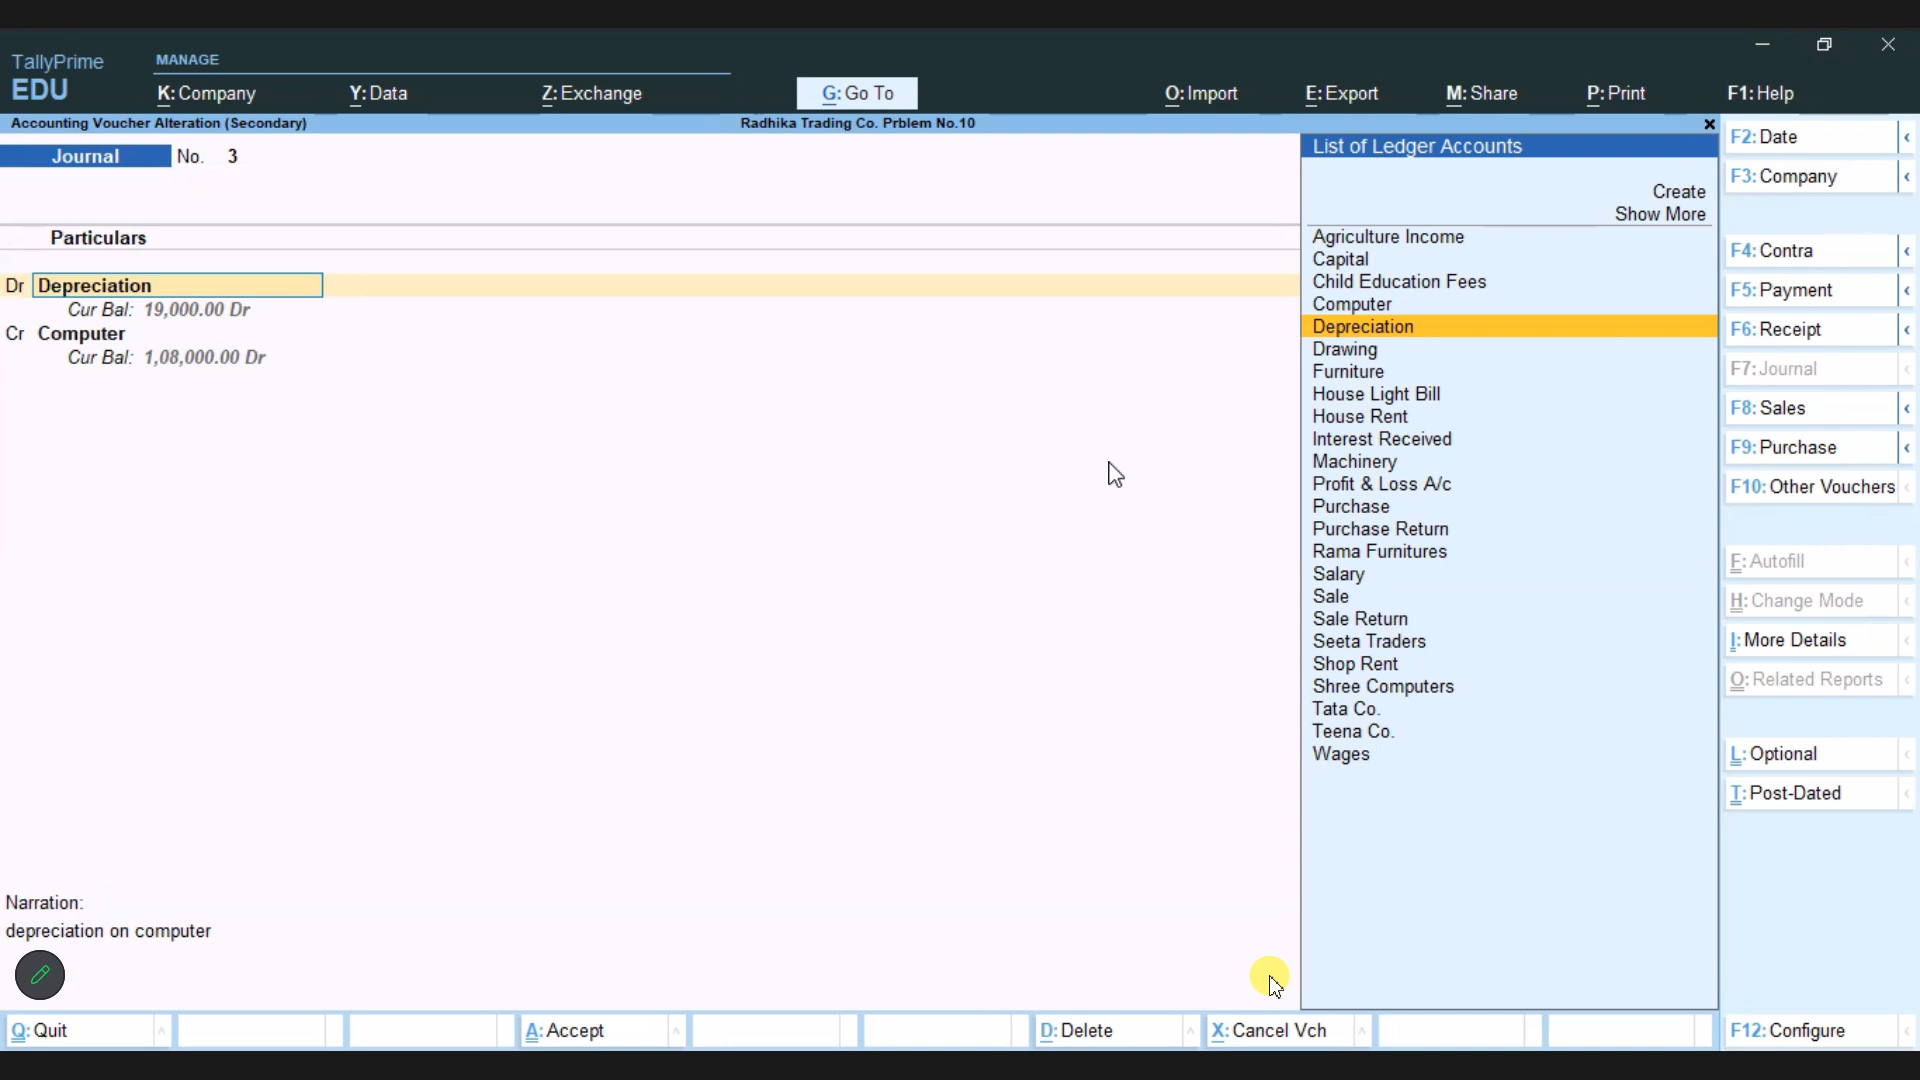 TallyPrime
EDU
MANAGE
K: Company
Y: Data
Z: Exchange
G: Go To
O: Import
E: Export
M: Share
P: Print
F1: Help
Accounting Voucher Alteration (Secondary)
Radhika Trading Co. Prblem No.10
Journal No. 3
Particulars
Dr Depreciation
Cur Bal: 19,000.00 Dr
Cr Computer
Cur Bal: 1,08,000.00 Dr
Narration:
depreciation on computer
List of Ledger Accounts
Create
Show More
Agriculture Income
Capital
Child Education Fees
Computer
Depreciation
Drawing
Furniture
House Light Bill
House Rent
Interest Received
Machinery
Profit & Loss A/c
Purchase
Purchase Return
Rama Furnitures
Salary
Sale
Sale Return
Seeta Traders
Shop Rent
Shree Computers
Tata Co.
Teena Co.
Wages
F2: Date
F3: Company
F4: Contra
F5: Payment
F6: Receipt
F7: Journal
F8: Sales
F9: Purchase
F10: Other Vouchers
F: Autofill
H: Change Mode
I: More Details
O: Related Reports
L: Optional
T: Post-Dated
Q: Quit
A: Accept
D: Delete
X: Cancel Vch
F12: Configure